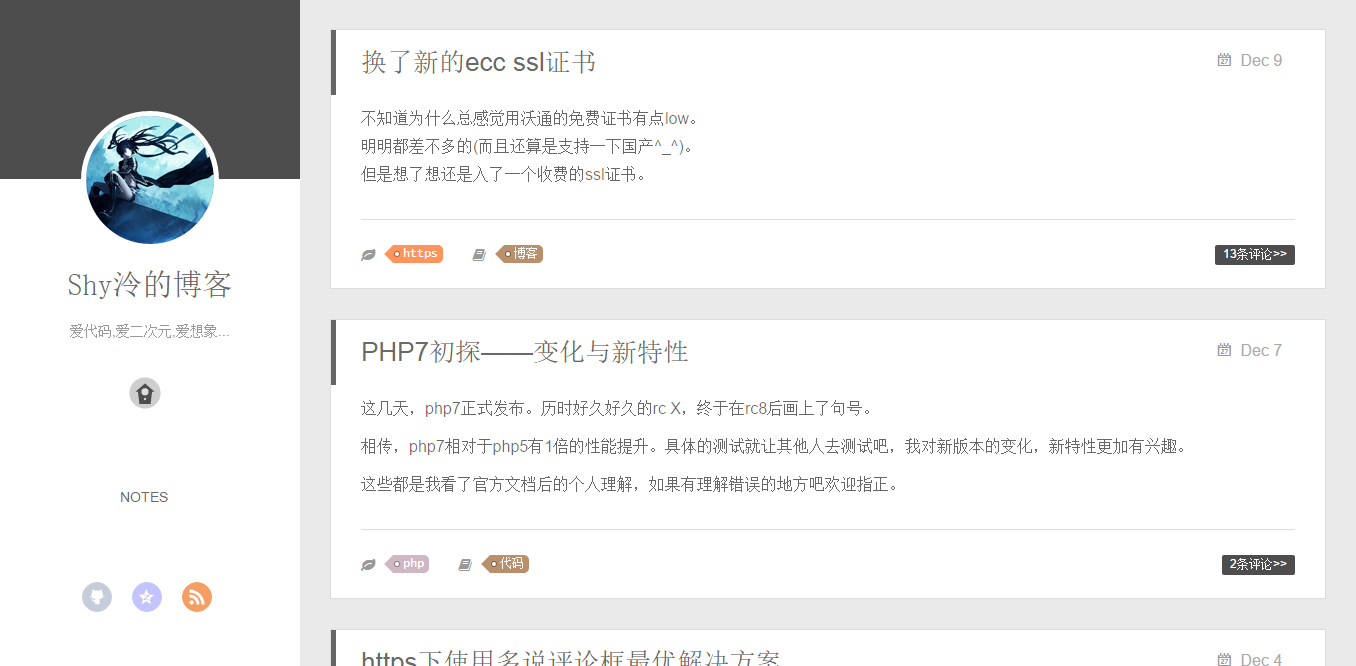 Shy泠的博客
爱代码,爱二次元,爱想象...
NOTES
换了新的ecc ssl证书
Dec 9
不知道为什么总感觉用沃通的免费证书有点low。
明明都差不多的(而且还算是支持一下国产^_^)。
但是想了想还是入了一个收费的ssl证书。
https
博客
13条评论>>
PHP7初探——变化与新特性
Dec 7
这几天，php7正式发布。历时好久好久的rc X，终于在rc8后画上了句号。
相传，php7相对于php5有1倍的性能提升。具体的测试就让其他人去测试吧，我对新版本的变化，新特性更加有兴趣。
这些都是我看了官方文档后的个人理解，如果有理解错误的地方吧欢迎指正。
php
代码
2条评论>>
https下使用多说评论框最优解决方案
Dec 4